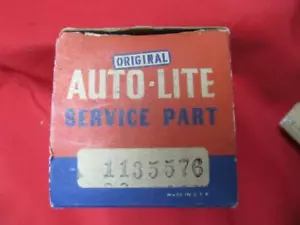 ORIGINAL
AUTO-LITE
SERVICE PART
1135576
MADE IN U.S.A.